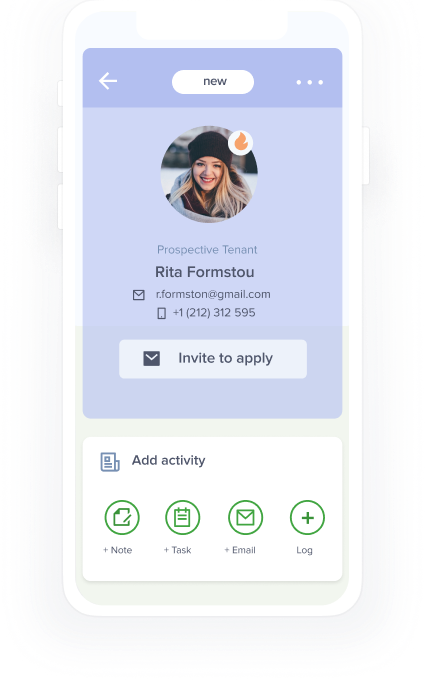 new
Prospective Tenant
Rita Formstou
r.formston@gmail.com
+1 (212) 312 595
Invite to apply
Add activity
+ Note + Task + Email Log